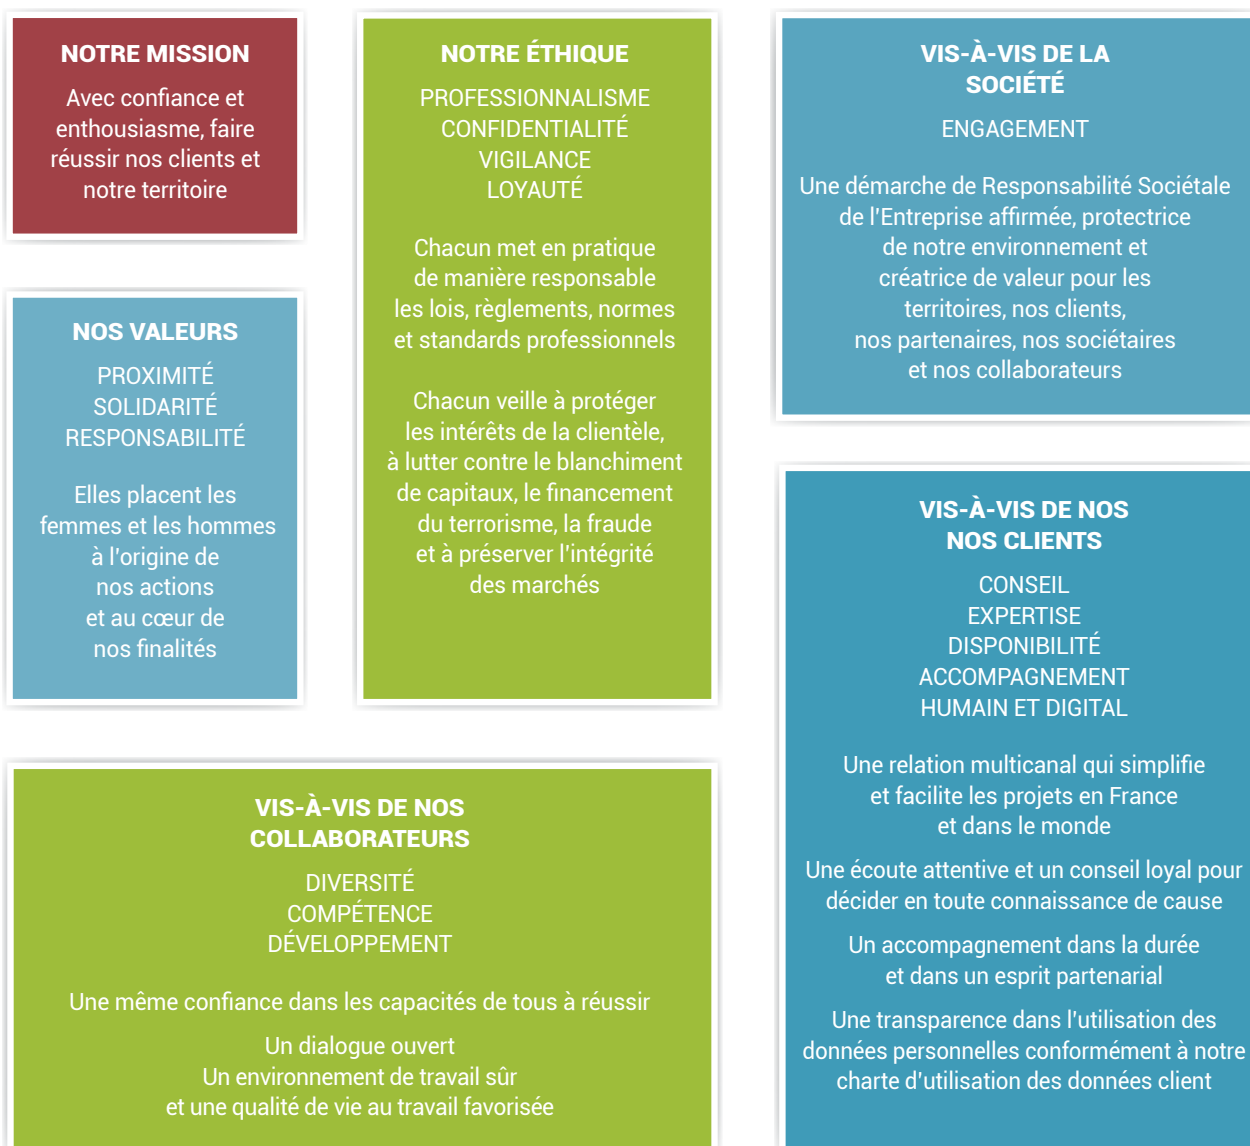 NOTRE MISSION
Avec confiance et
enthousiasme, faire
réussir nos clients et
notre territoire
NOS VALEURS
PROXIMITÉ
SOLIDARITÉ
RESPONSABILITÉ
Elles placent les
femmes et les hommes
à l'origine de
nos actions
et au cœur de
nos finalités
NOTRE ÉTHIQUE
PROFESSIONNALISME
CONFIDENTIALITÉ
VIGILANCE
LOYAUTÉ
Chacun met en pratique
de manière responsable
les lois, règlements, normes
et standards professionnels
Chacun veille à protéger
les intérêts de la clientèle,
à lutter contre le blanchiment
de capitaux, le financement
du terrorisme, la fraude
et à préserver l'intégrité
des marchés
VIS-À-VIS DE NOS
COLLABORATEURS
DIVERSITÉ
COMPÉTENCE
DÉVELOPPEMENT
Une même confiance dans les capacités de tous à réussir
Un dialogue ouvert
Un environnement de travail sûr
et une qualité de vie au travail favorisée
VIS-À-VIS DE LA
SOCIÉTÉ
ENGAGEMENT
Une démarche de Responsabilité Sociétale
de l'Entreprise affirmée, protectrice
de notre environnement et
créatrice de valeur pour les
territoires, nos clients,
nos partenaires, nos sociétaires
et nos collaborateurs
VIS-À-VIS DE NOS
NOS CLIENTS
CONSEIL
EXPERTISE
DISPONIBILITÉ
ACCOMPAGNEMENT
HUMAIN ET DIGITAL
Une relation multicanal qui simplifie
et facilite les projets en France
et dans le monde
Une écoute attentive et un conseil loyal pour
décider en toute connaissance de cause
Un accompagnement dans la durée
et dans un esprit partenarial
Une transparence dans l'utilisation des
données personnelles conformément à notre
charte d'utilisation des données client